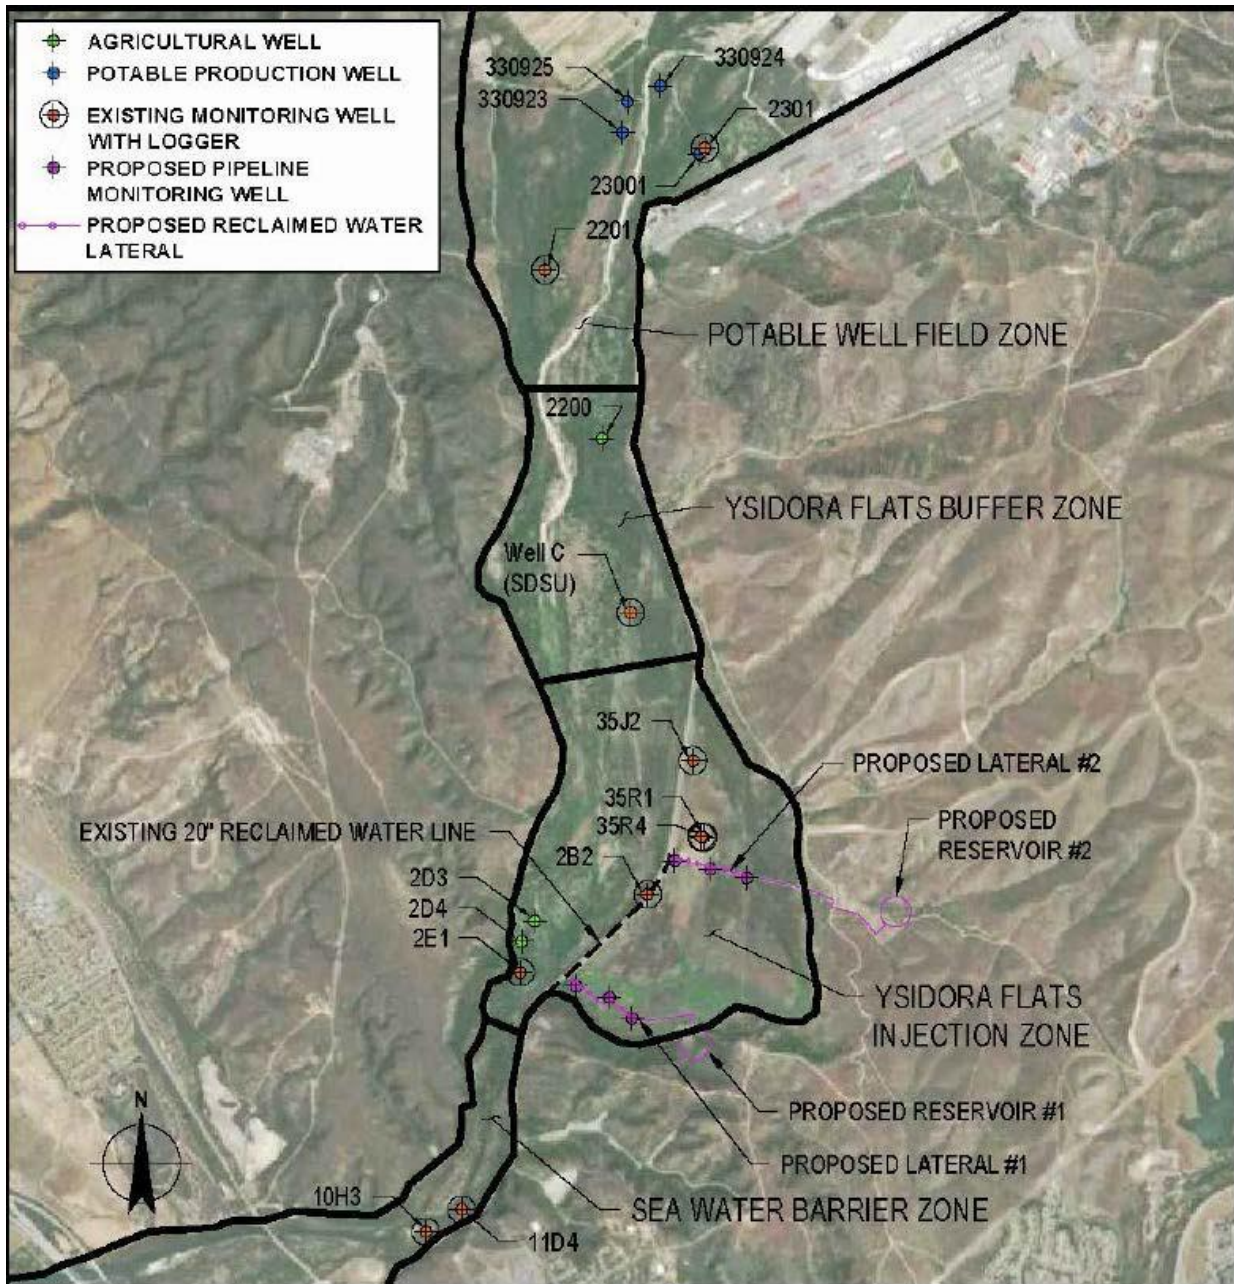 AGRICULTURAL WELL
POTABLE PRODUCTION WELL
EXISTING MONITORING WELL
WITH LOGGER
PROPOSED PIPELINE
MONITORING WELL
PROPOSED RECLAIMED WATER
LATERAL
330925
330924
330923
2301
23001
2201
POTABLE WELL FIELD ZONE
2200
YSIDORA FLATS BUFFER ZONE
Well C
(SDSU)
35J2
PROPOSED LATERAL #2
35R1
35R4
EXISTING 20" RECLAIMED WATER LINE
PROPOSED
RESERVOIR #2
2B2
2D3
2D4
2E1
YSIDORA FLATS
INJECTION ZONE
N
PROPOSED RESERVOIR #1
PROPOSED LATERAL #1
10H3
SEA WATER BARRIER ZONE
11D4